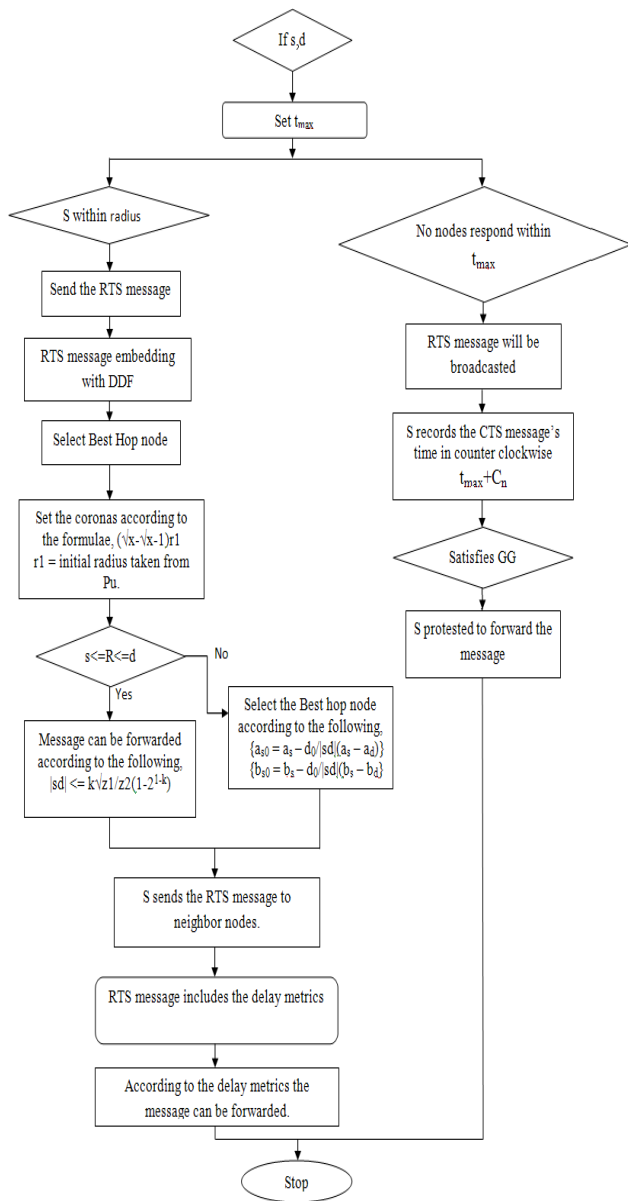 If s,d
Set tmax
S within radius
No nodes respond within
tmax
Send the RTS message
RTS message will be
broadcasted
RTS message embedding
with DDF
Select Best Hop node
S records the CTS message's
time in counter clockwise
tmax+Cn
Set the coronas according to
the formulae, (√x-√x-1)r1
r1 = initial radius taken from
Pu.
Satisfies GG
S protested to forward the
message
s<=R<=d
No
Yes
Message can be forwarded
according to the following,
|sd| <= k√z1/z2(1-2^1-k)
Select the Best hop node
according to the following,
{as0 = as – d0/|sd|(as – ad)}
{bs0 = bs – d0/|sd|(bs – bd}
S sends the RTS message to
neighbor nodes.
RTS message includes the delay metrics
According to the delay metrics the
message can be forwarded.
Stop